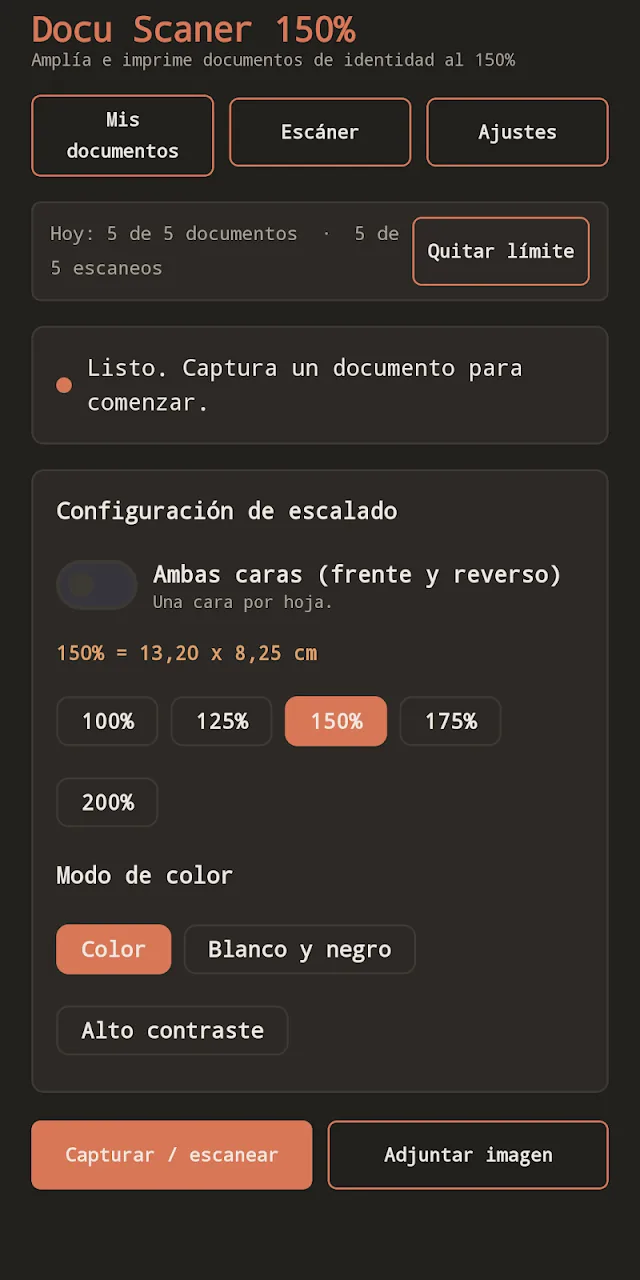 Docu Scaner 150%
Amplía e imprime documentos de identidad al 150%
Mis
documentos
Escáner
Ajustes
Hoy: 5 de 5 documentos · 5 de
5 escaneos
Quitar límite
Listo. Captura un documento para
comenzar.
Configuración de escalado
Ambas caras (frente y reverso)
Una cara por hoja.
150% = 13,20 x 8,25 cm
100%
125%
150%
175%
200%
Modo de color
Color
Blanco y negro
Alto contraste
Capturar / escanear
Adjuntar imagen